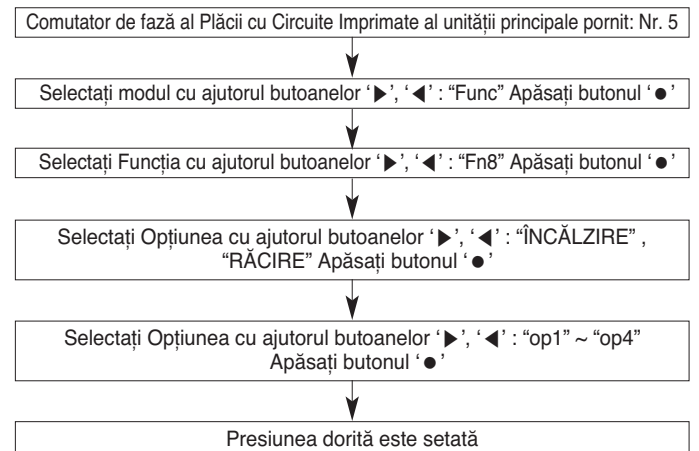 Comutator de fază al Plăcii cu Circuite Imprimate al unității principale pornit: Nr. 5
Selectați modul cu ajutorul butoanelor ‘▶’, ‘◀’ : “Func” Apăsați butonul ‘●’
Selectați Funcția cu ajutorul butoanelor ‘▶’, ‘◀’ : “Fn8” Apăsați butonul ‘●’
Selectați Opțiunea cu ajutorul butoanelor ‘▶’, ‘◀’ : “ÎNCĂLZIRE” ,
“RĂCIRE” Apăsați butonul ‘●’
Selectați Opțiunea cu ajutorul butoanelor ‘▶’, ‘◀’ : “op1” ~ “op4”
Apăsați butonul ‘●’
Presiunea dorită este setată